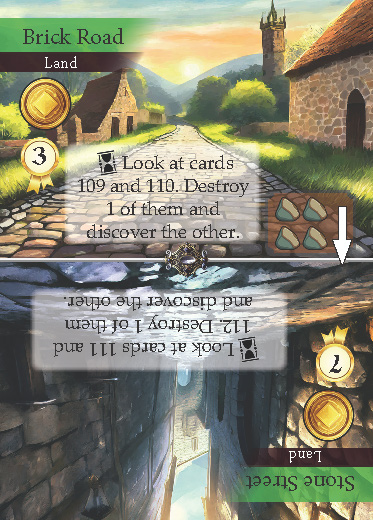 Brick Road
Land
3
Look at cards
109 and 110. Destroy
1 of them and
discover the other.
Stone Street
Land
7
Look at cards 111 and
112. Destroy 1 of them
and discover the other.